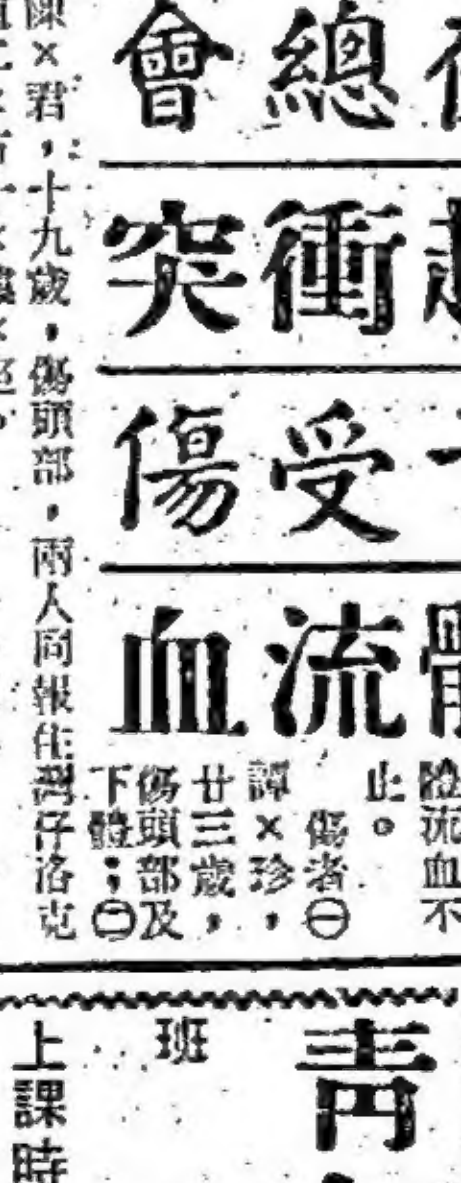 總會
衝突
受傷
流血
體流血不
止。
傷者㊀
譚×珍，
廿三歲，
傷頭部及
下體；㊁
陳×君，十九歲，傷頭部，兩人同報住灣仔洛克
青
班
上課時